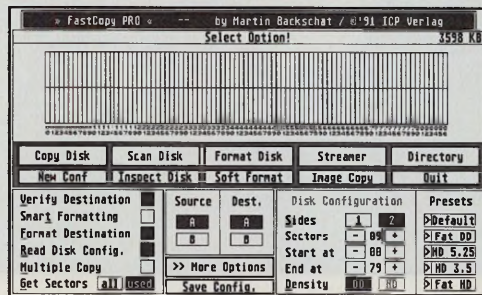 » FastCopy PRO « -- by Martin Backschat / ©'91 ICP Verlag
Select Option! 3598 KB
Copy Disk Scan Disk Format Disk Streamer Directory
New Conf Inspect Disk Soft Format Image Copy Quit
Verify Destination
Smart Formatting
Format Destination
Read Disk Config.
Multiple Copy
Get Sectors all used
Source Dest.
A A
B B
>> More Options
Save Config.
Disk Configuration
Sides 1 2
Sectors - 09 +
Start at - 00 +
End at - 79 +
Density DD HD
Presets
Default
Fat DD
HD 5.25
HD 3.5
Fat HD